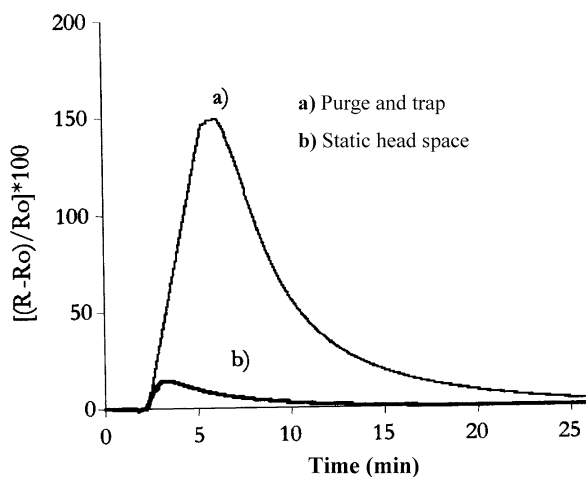 200
150
100
50
0
[(R-Ro)/Ro]*100
a)
b)
a) Purge and trap
b) Static head space
0 5 10 15 20 25
Time (min)